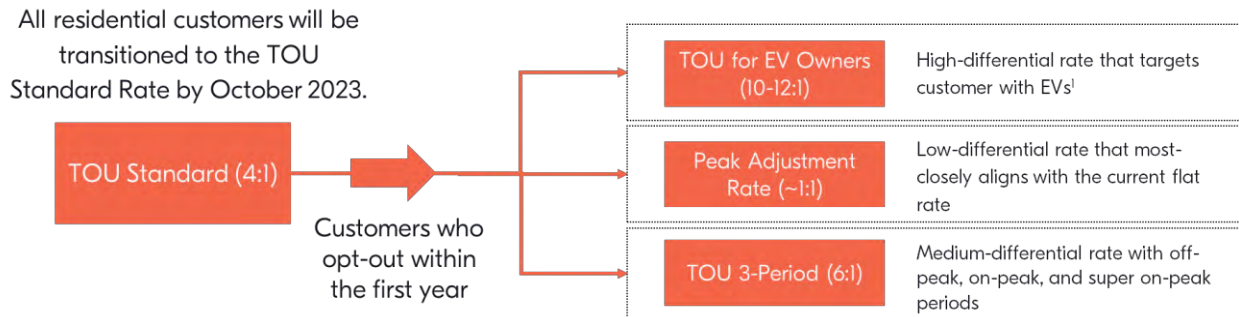 All residential customers will be
transitioned to the TOU
Standard Rate by October 2023.
TOU Standard (4:1)
Customers who
opt-out within
the first year
TOU for EV Owners
(10-12:1)
High-differential rate that targets
customer with EVs¹
Peak Adjustment
Rate (~1:1)
Low-differential rate that most-
closely aligns with the current flat
rate
TOU 3-Period (6:1)
Medium-differential rate with off-
peak, on-peak, and super on-peak
periods